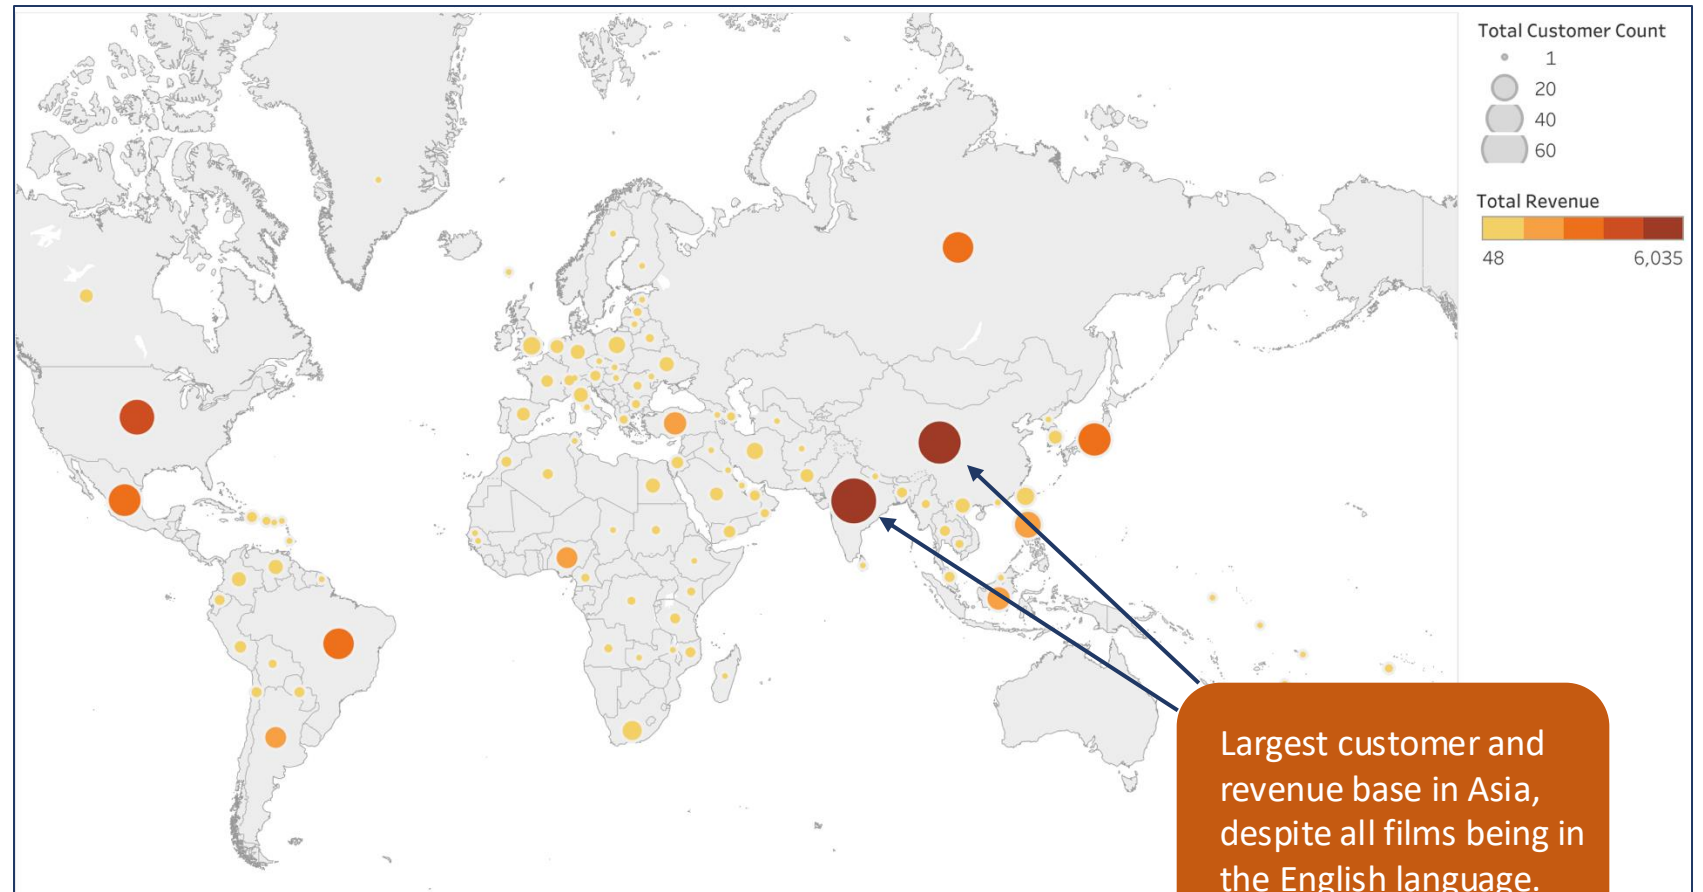 Total Customer Count
1
20
40
60
Total Revenue
48 6,035
Largest customer and
revenue base in Asia,
despite all films being in
the English language.